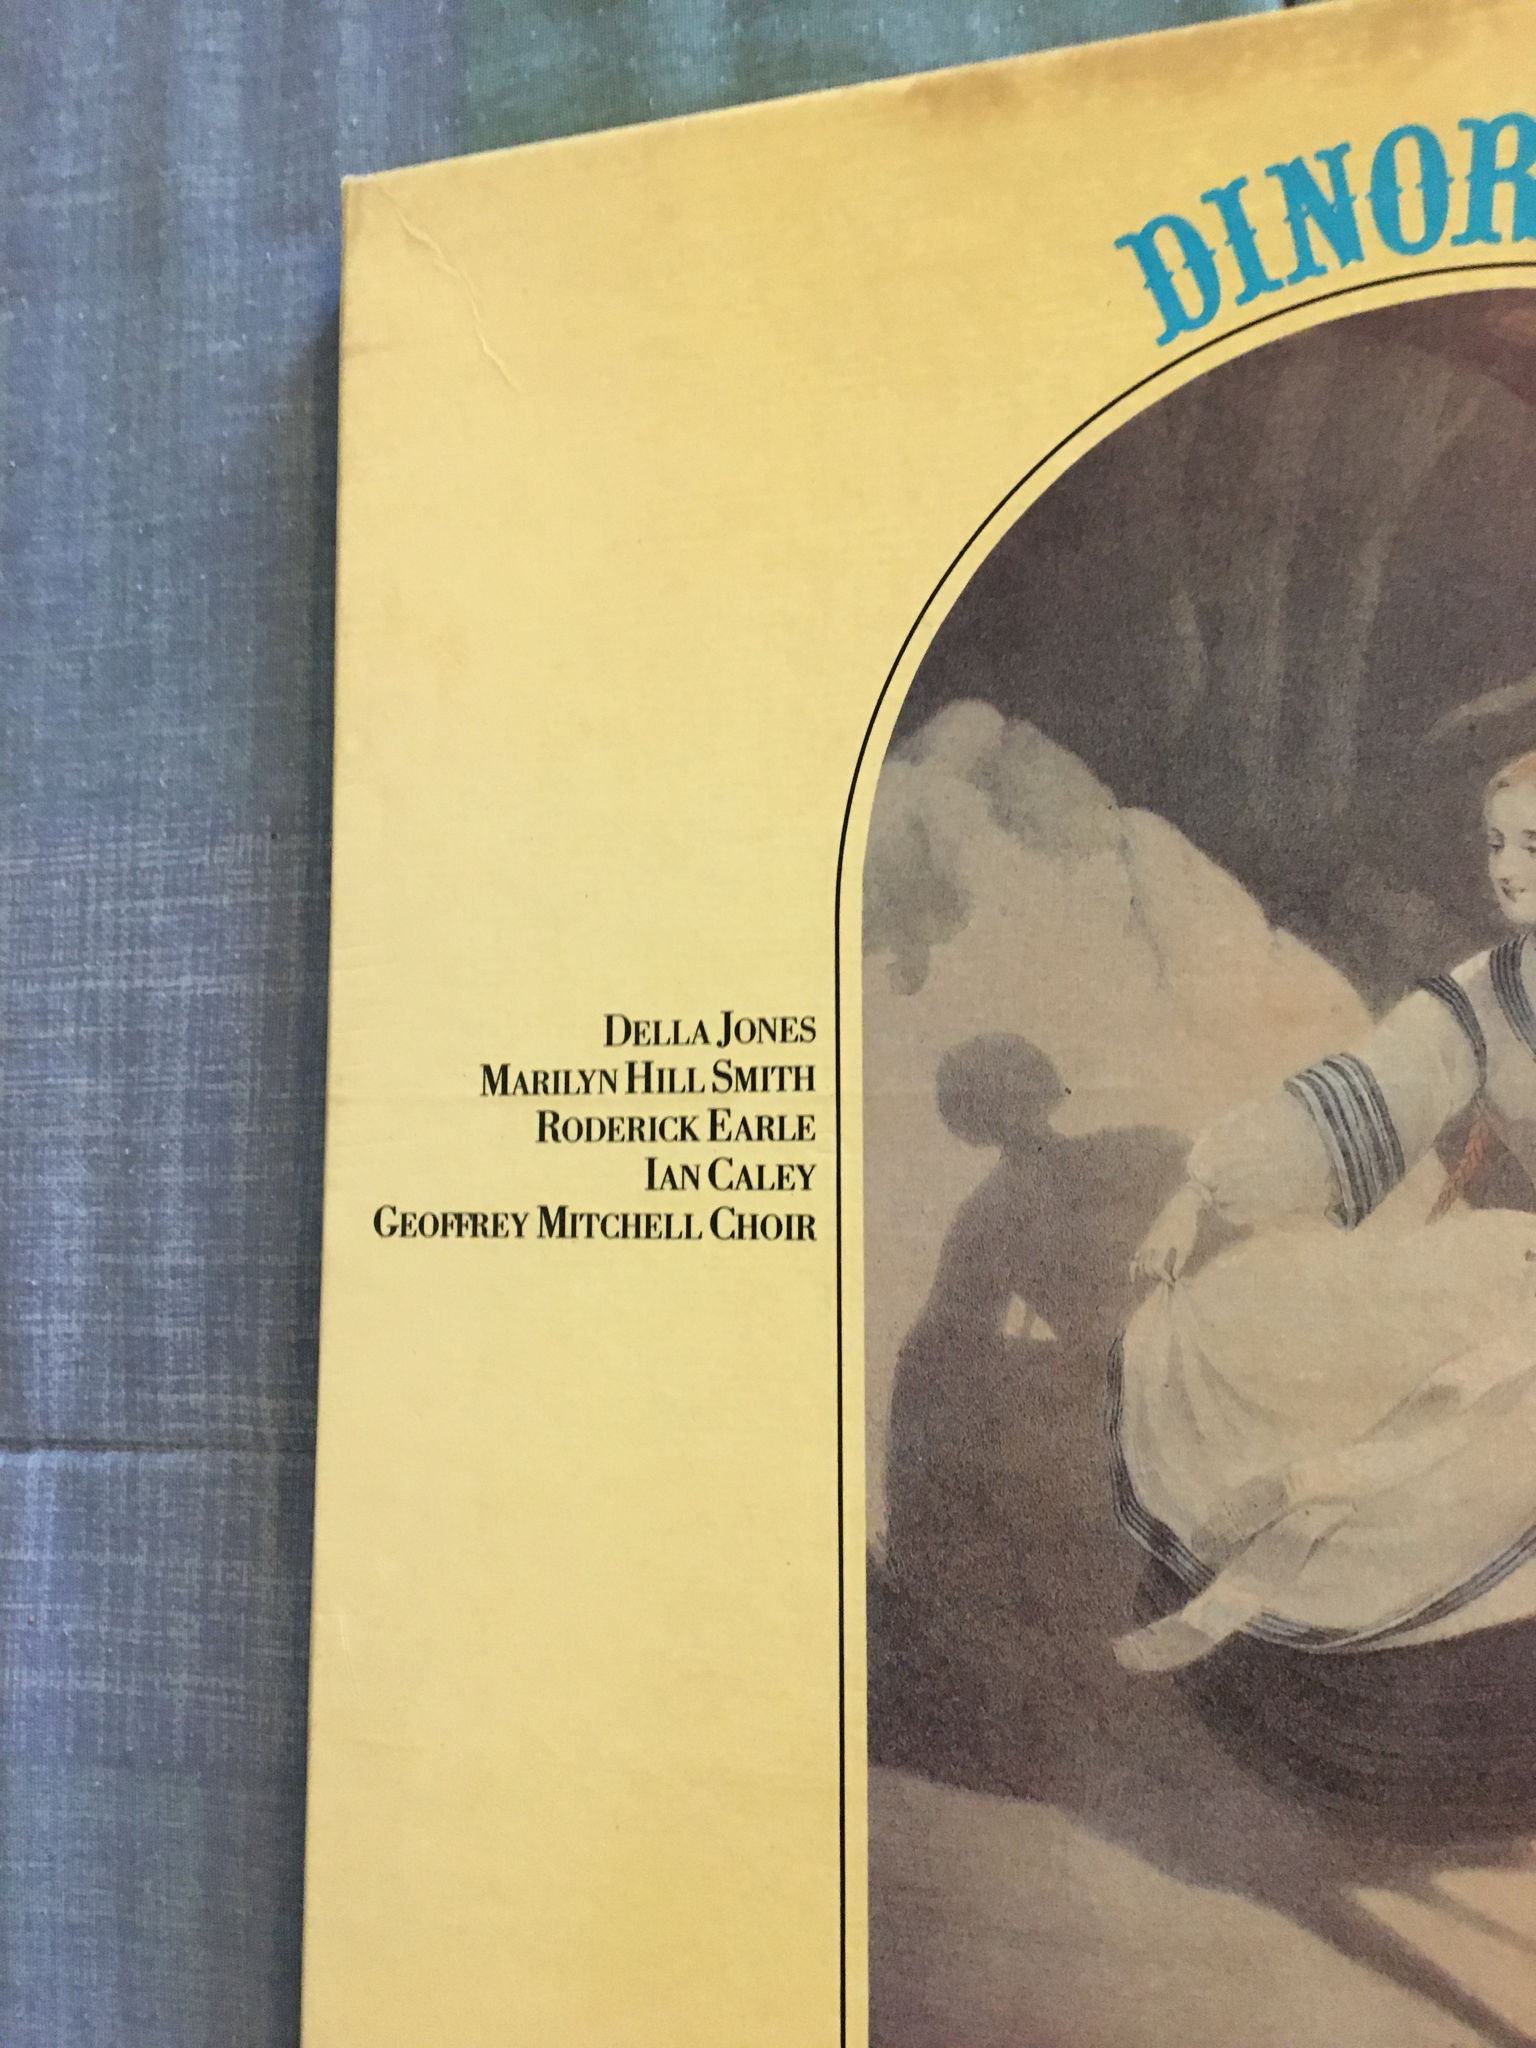 DINOR
DELLA JONES
MARILYN HILL SMITH
RODERICK EARLE
IAN CALEY
GEOFFREY MITCHELL CHOIR